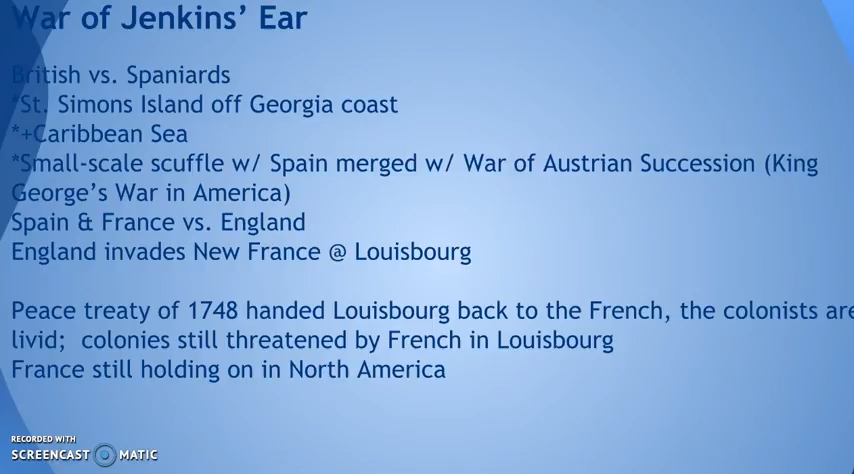 War of Jenkins’ Ear
British vs. Spaniards
*St. Simons Island off Georgia coast
*+Caribbean Sea
*Small-scale scuffle w/ Spain merged w/ War of Austrian Succession (King
George’s War in America)
Spain & France vs. England
England invades New France @ Louisbourg
Peace treaty of 1748 handed Louisbourg back to the French, the colonists are
livid;  colonies still threatened by French in Louisbourg
France still holding on in North America
RECORDED WITH
SCREENCAST MATIC